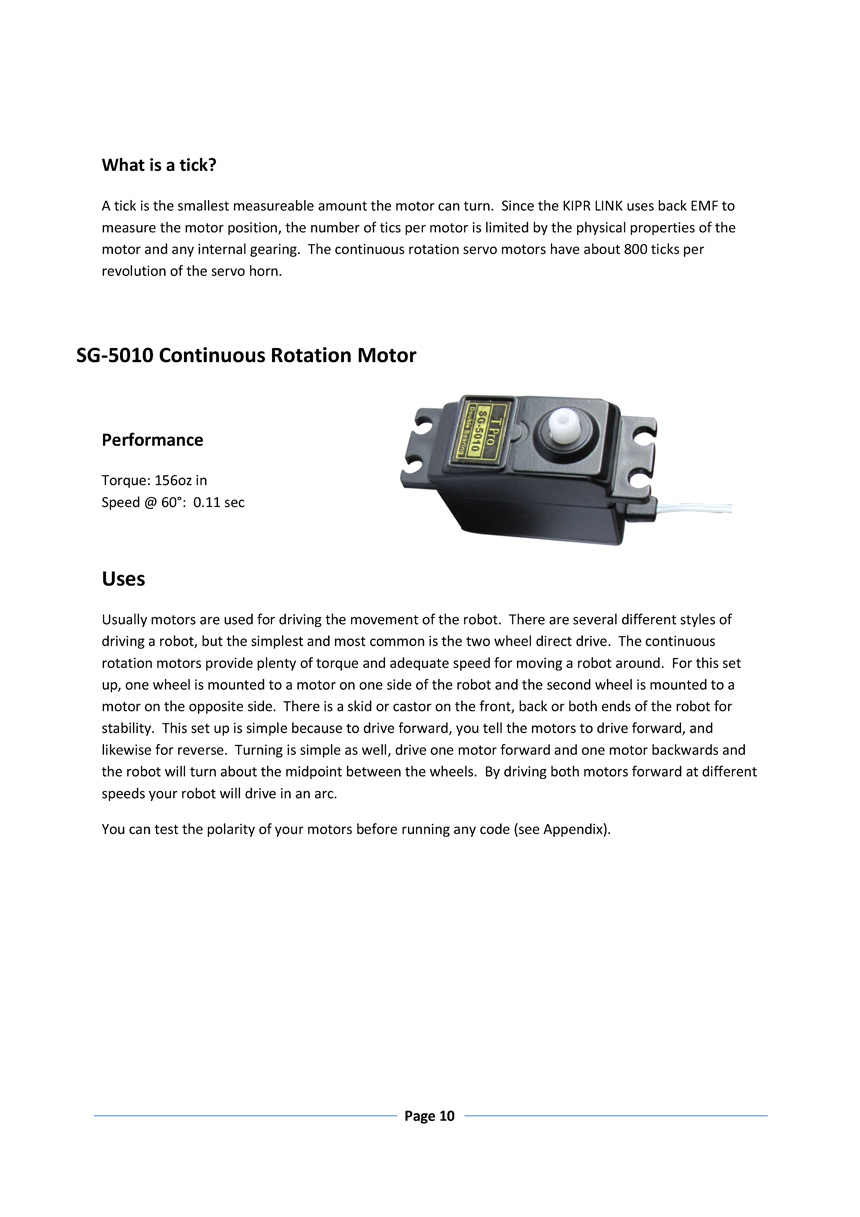 What is a tick?
A tick is the smallest measureable amount the motor can turn.  Since the KIPR LINK uses back EMF to
measure the motor position, the number of tics per motor is limited by the physical properties of the
motor and any internal gearing.  The continuous rotation servo motors have about 800 ticks per
revolution of the servo horn.
SG-5010 Continuous Rotation Motor
T Pro
SG-5010
Double Bearing
Performance
Torque: 156oz in
Speed @ 60°:  0.11 sec
Uses
Usually motors are used for driving the movement of the robot.  There are several different styles of
driving a robot, but the simplest and most common is the two wheel direct drive.  The continuous
rotation motors provide plenty of torque and adequate speed for moving a robot around.  For this set
up, one wheel is mounted to a motor on one side of the robot and the second wheel is mounted to a
motor on the opposite side.  There is a skid or castor on the front, back or both ends of the robot for
stability.  This set up is simple because to drive forward, you tell the motors to drive forward, and
likewise for reverse.  Turning is simple as well, drive one motor forward and one motor backwards and
the robot will turn about the midpoint between the wheels.  By driving both motors forward at different
speeds your robot will drive in an arc.
You can test the polarity of your motors before running any code (see Appendix).
Page 10